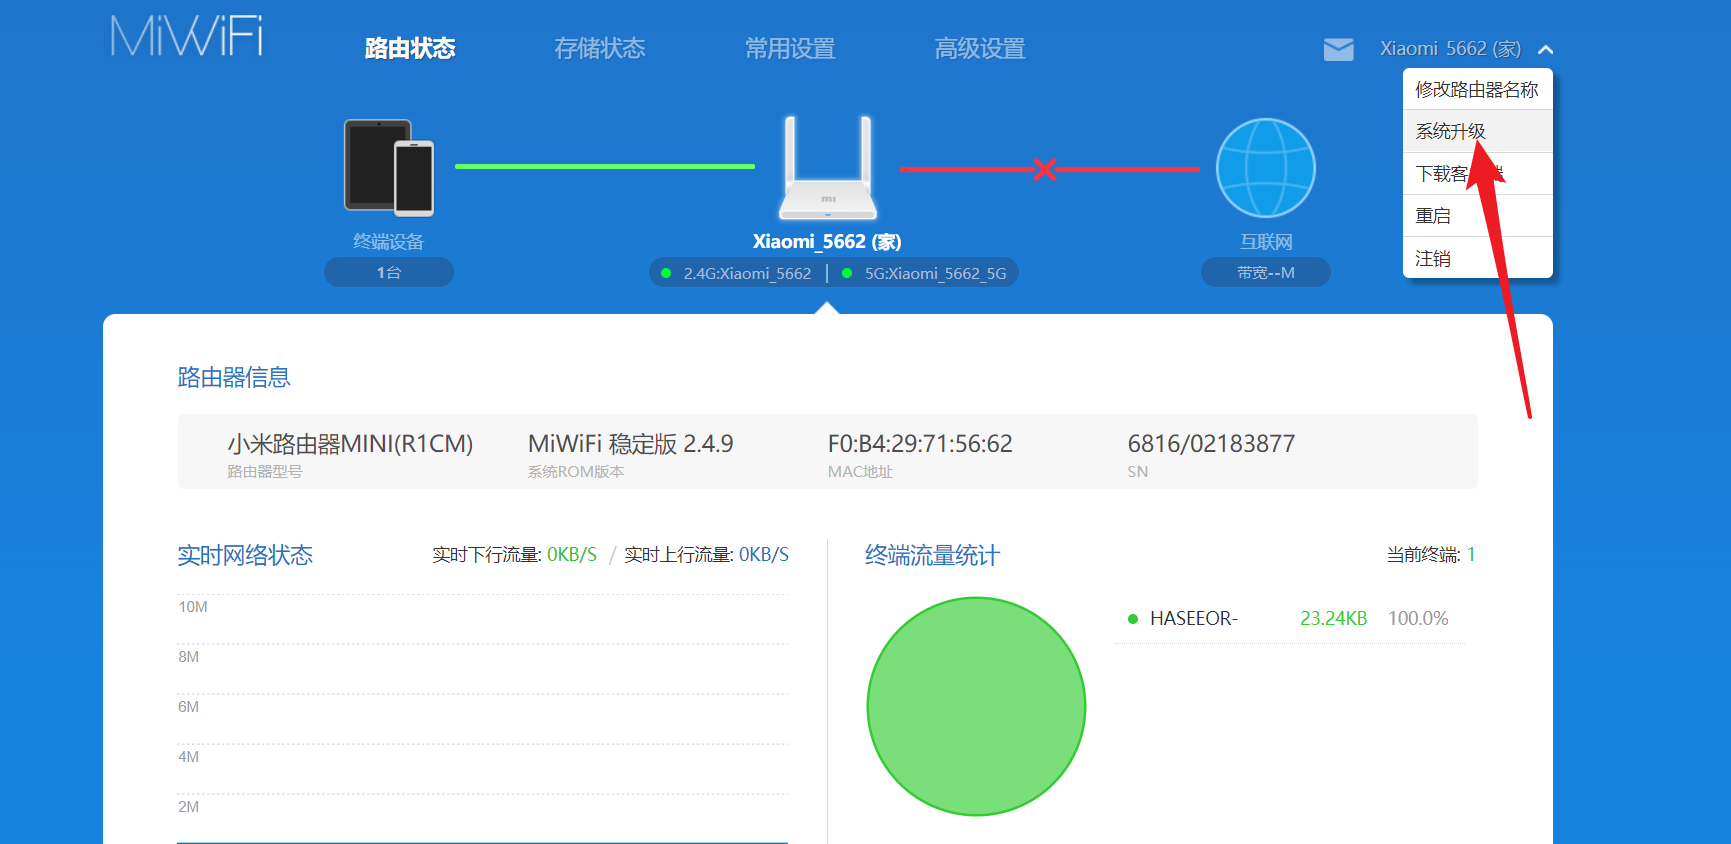 MiWiFi
路由状态 存储状态 常用设置 高级设置 Xiaomi_5662 (家)
修改路由器名称
系统升级
下载客 端
重启
注销
终端设备
1台
mi
Xiaomi_5662 (家)
2.4G:Xiaomi_5662 | 5G:Xiaomi_5662_5G
互联网
带宽--M
路由器信息
小米路由器MINI(R1CM) MiWiFi 稳定版 2.4.9 F0:B4:29:71:56:62 6816/02183877
路由器型号 系统ROM版本 MAC地址 SN
实时网络状态 实时下行流量: 0KB/S / 实时上行流量: 0KB/S
10M
8M
6M
4M
2M
终端流量统计 当前终端: 1
HASEEOR- 23.24KB 100.0%